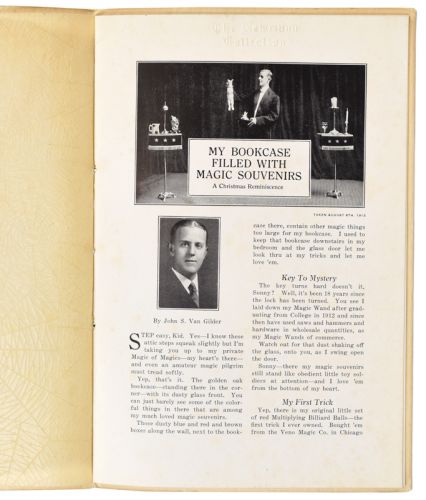 The Lawrason
Collection
MY BOOKCASE
FILLED WITH
MAGIC SOUVENIRS
A Christmas Reminiscence
TAKEN AUGUST 8TH, 1912
By John S. Van Gilder
STEP easy, Kid. Yes—I know these
attic steps squeak slightly but I'm
taking you up to my private
Magic of Magics—my heart's there—
and even an amateur magic pilgrim
must tread softly.
Yep, that's it. The golden oak
bookcase—standing there in the cor-
ner—with its dusty glass front. You
can just barely see some of the color-
ful things in there that are among
my much loved magic souvenirs.
Those dusty blue and red and brown
boxes along the wall, next to the book-
case there, contain other magic things
too large for my bookcase. I used to
keep that bookcase downstairs in my
bedroom and the glass door let me
look thru at my tricks and let me
love 'em.
Key To Mystery
The key turns hard doesn't it,
Sonny? Well, it's been 18 years since
the lock has been turned. You see I
laid down my Magic Wand after grad-
uating from College in 1912 and since
then have used saws and hammers and
hardware in wholesale quantities, as
my Magic Wands of commerce.
Watch out for that dust shaking off
the glass, onto you, as I swing open
the door.
Sonny—there my magic souvenirs
still stand like obedient little toy sol-
diers at attention—and I love 'em
from the bottom of my heart.
My First Trick
Yep, there is my original little set
of red Multiplying Billiard Balls—the
first trick I ever owned. Bought 'em
from the Veno Magic Co. in Chicago